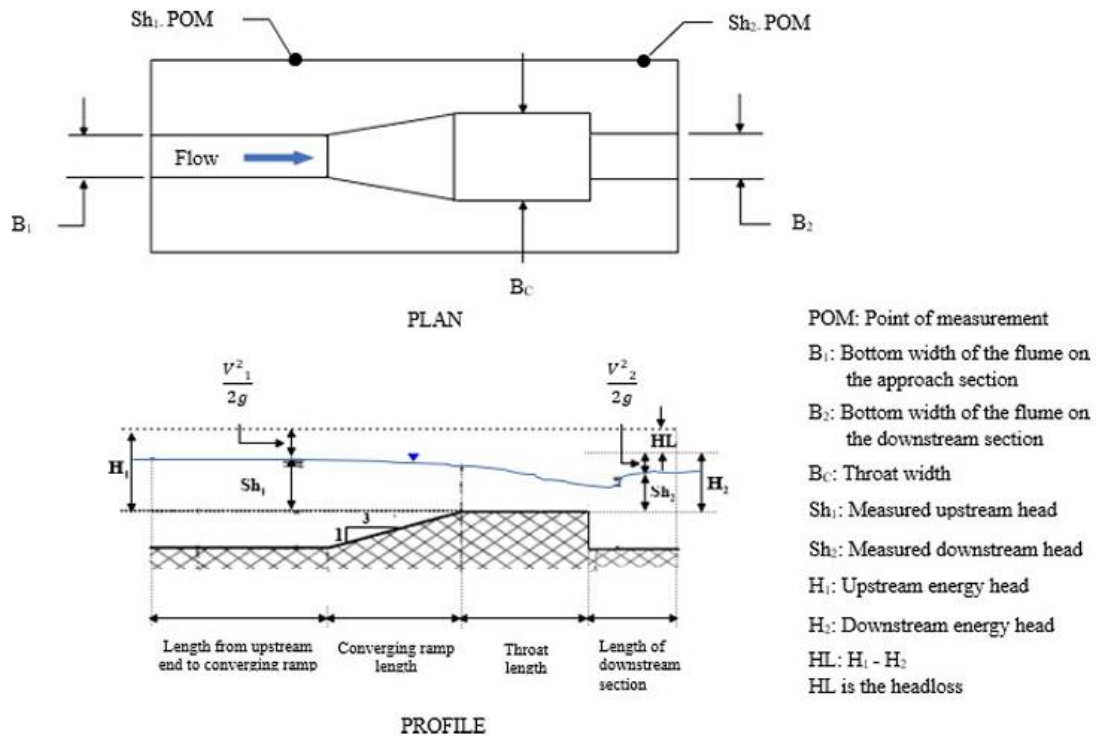 Sh₁. POM
Sh₂. POM
Flow
B₁
B₂
B_C
PLAN
V²₁
2g
V²₂
2g
HL
H₁
Sh₁
Sh₂
H₂
3
1
Length from upstream
end to converging ramp
Converging ramp
length
Throat
length
Length of
downstream
section
PROFILE
POM: Point of measurement
B₁: Bottom width of the flume on
the approach section
B₂: Bottom width of the flume on
the downstream section
B_C: Throat width
Sh₁: Measured upstream head
Sh₂: Measured downstream head
H₁: Upstream energy head
H₂: Downstream energy head
HL: H₁ - H₂
HL is the headloss